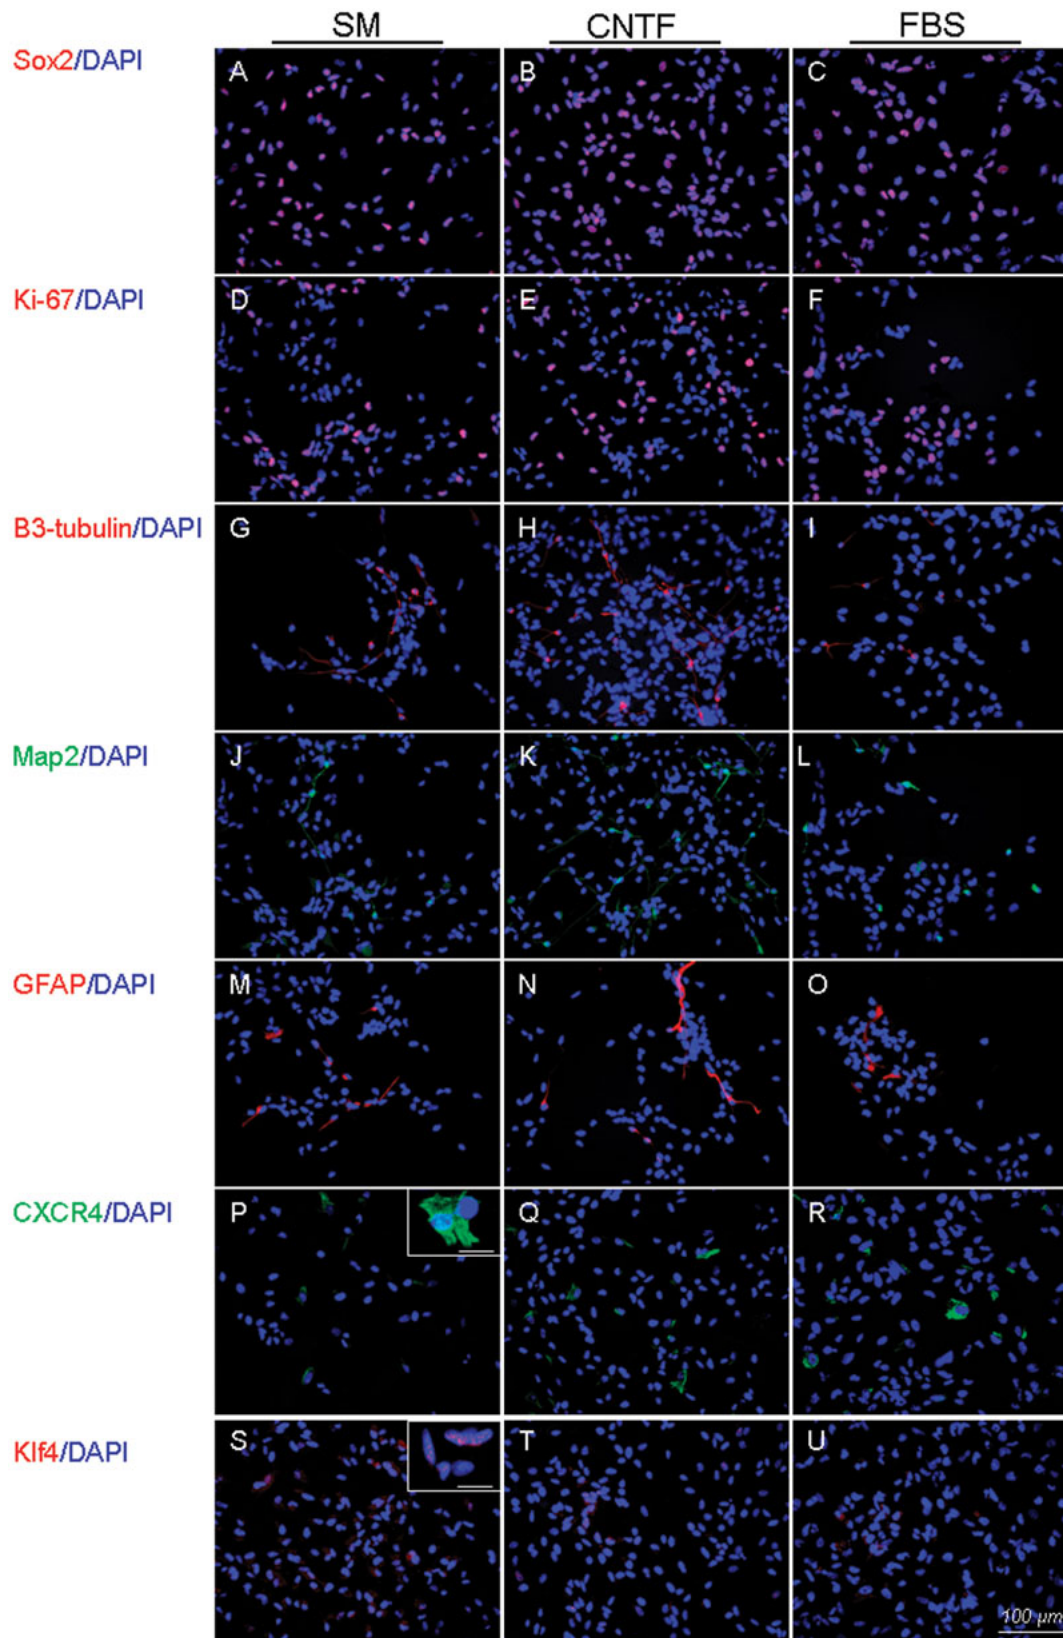 SM CNTF FBS
Sox2/DAPI A B C
Ki-67/DAPI D E F
B3-tubulin/DAPI G H I
Map2/DAPI J K L
GFAP/DAPI M N O
CXCR4/DAPI P Q R
Klf4/DAPI S T U
100 µm